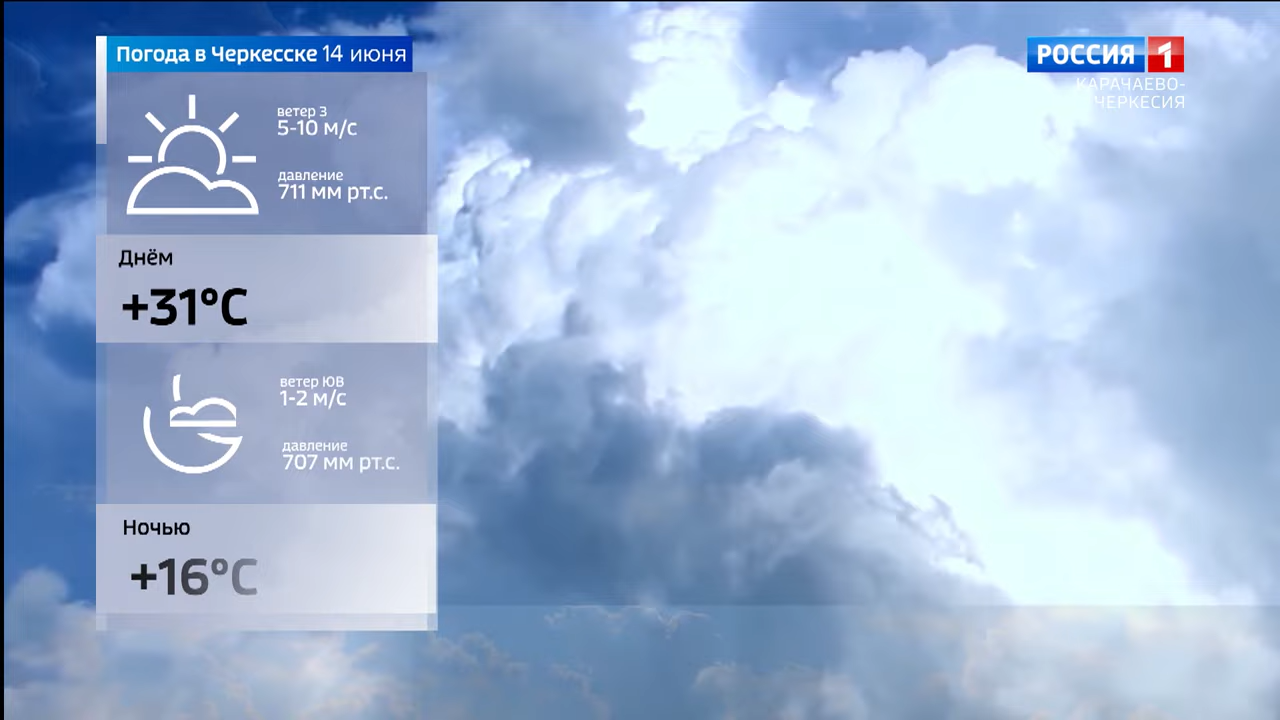 Погода в Черкесске 14 июня
РОССИЯ 1
КАРАЧАЕВО-
ЧЕРКЕСИЯ
ветер З
5-10 м/с
давление
711 мм рт.с.
Днём
+31°C
ветер ЮВ
1-2 м/с
давление
707 мм рт.с.
Ночью
+16°C